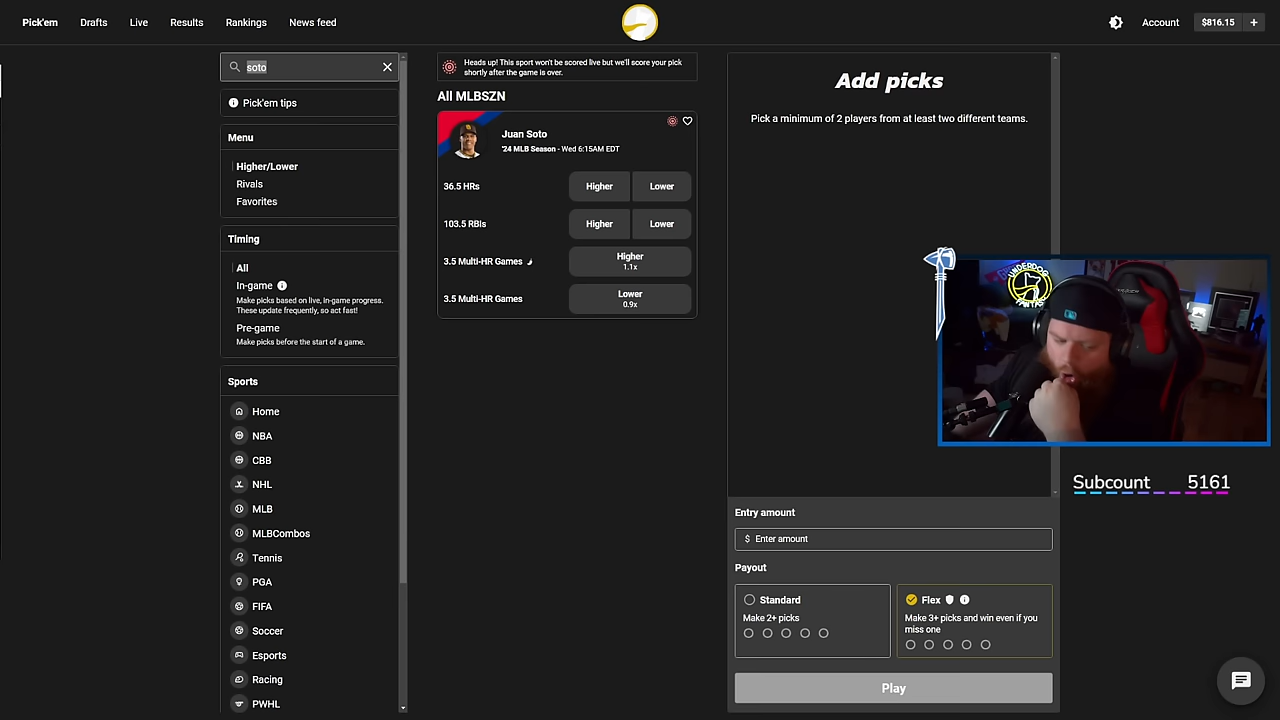 Pick'em
Drafts
Live
Results
Rankings
News feed
Account
$816.15 +
soto
Pick'em tips
Menu
Higher/Lower
Rivals
Favorites
Timing
All
In-game
Make picks based on live, in-game progress.
These update frequently, so act fast!
Pre-game
Make picks before the start of a game.
Sports
Home
NBA
CBB
NHL
MLB
MLBCombos
Tennis
PGA
FIFA
Soccer
Esports
Racing
PWHL
Heads up! This sport won't be scored live but we'll score your pick
shortly after the game is over.
All MLBSZN
Juan Soto
'24 MLB Season - Wed 6:15AM EDT
36.5 HRs
Higher
Lower
103.5 RBIs
Higher
Lower
3.5 Multi-HR Games
Higher
1.1x
3.5 Multi-HR Games
Lower
0.9x
Add picks
Pick a minimum of 2 players from at least two different teams.
UNDERDOG
Subcount 5161
Entry amount
$ Enter amount
Payout
Standard
Make 2+ picks
Flex
Make 3+ picks and win even if you
miss one
Play